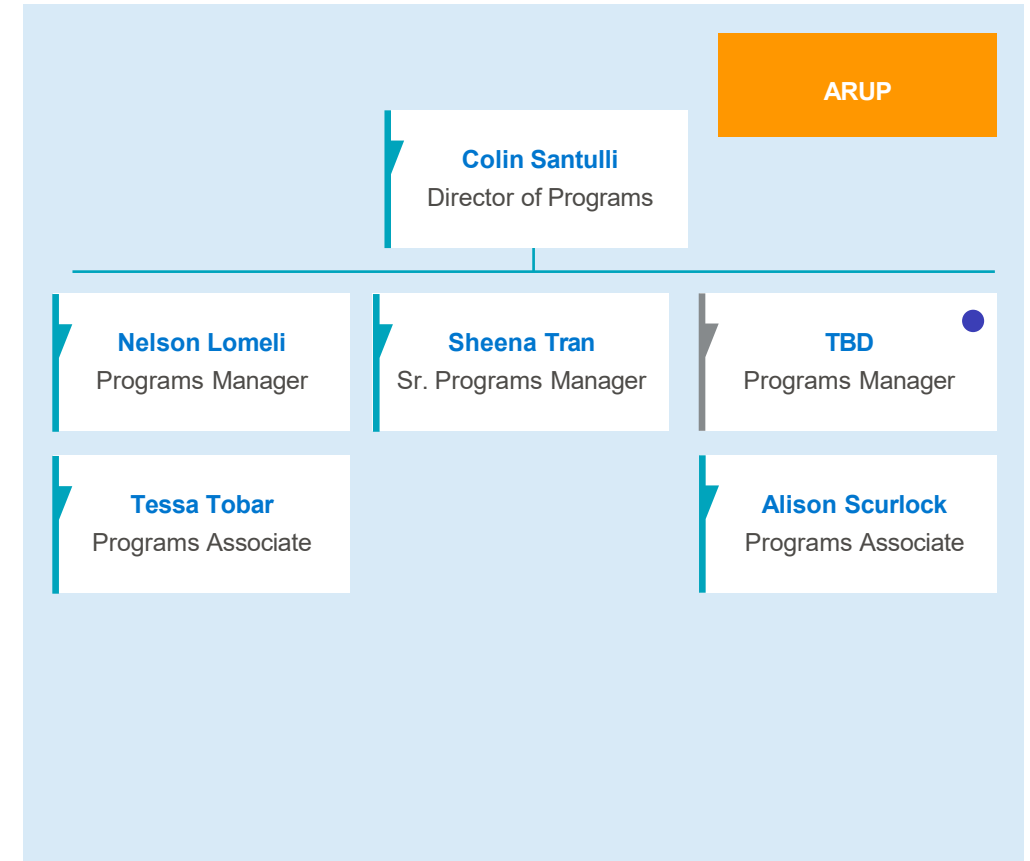 ARUP
Colin Santulli
Director of Programs
Nelson Lomeli
Programs Manager
Sheena Tran
Sr. Programs Manager
TBD
Programs Manager
Tessa Tobar
Programs Associate
Alison Scurlock
Programs Associate